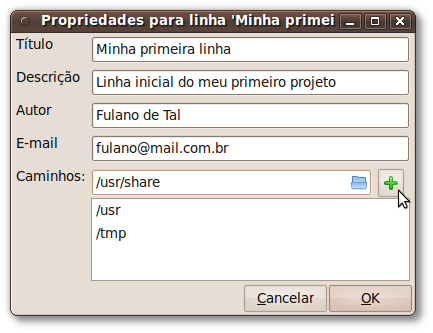 Propriedades para linha 'Minha primei
Título
Minha primeira linha
Descrição
Linha inicial do meu primeiro projeto
Autor
Fulano de Tal
E-mail
fulano@mail.com.br
Caminhos:
/usr/share
/usr
/tmp
Cancelar
OK